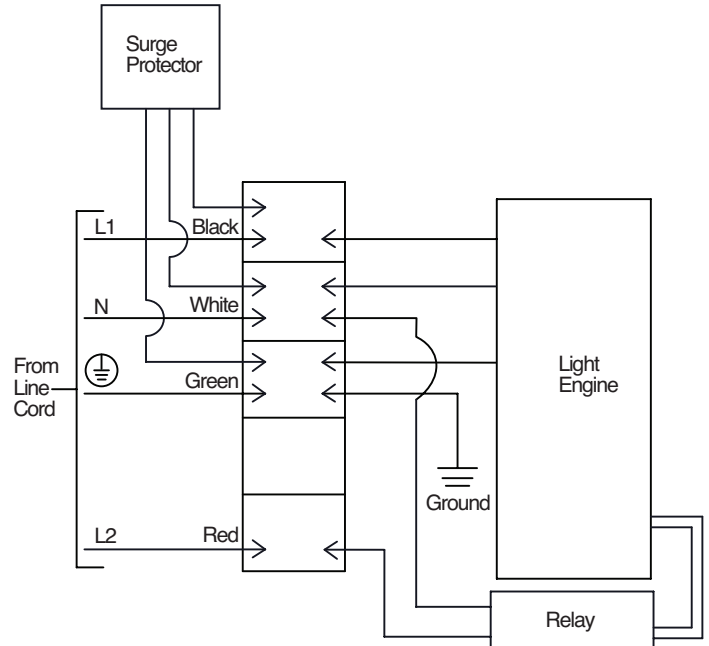 Surge
Protector
L1
Black
N
White
From
Line
Cord
Green
Light
Engine
Ground
L2
Red
Relay